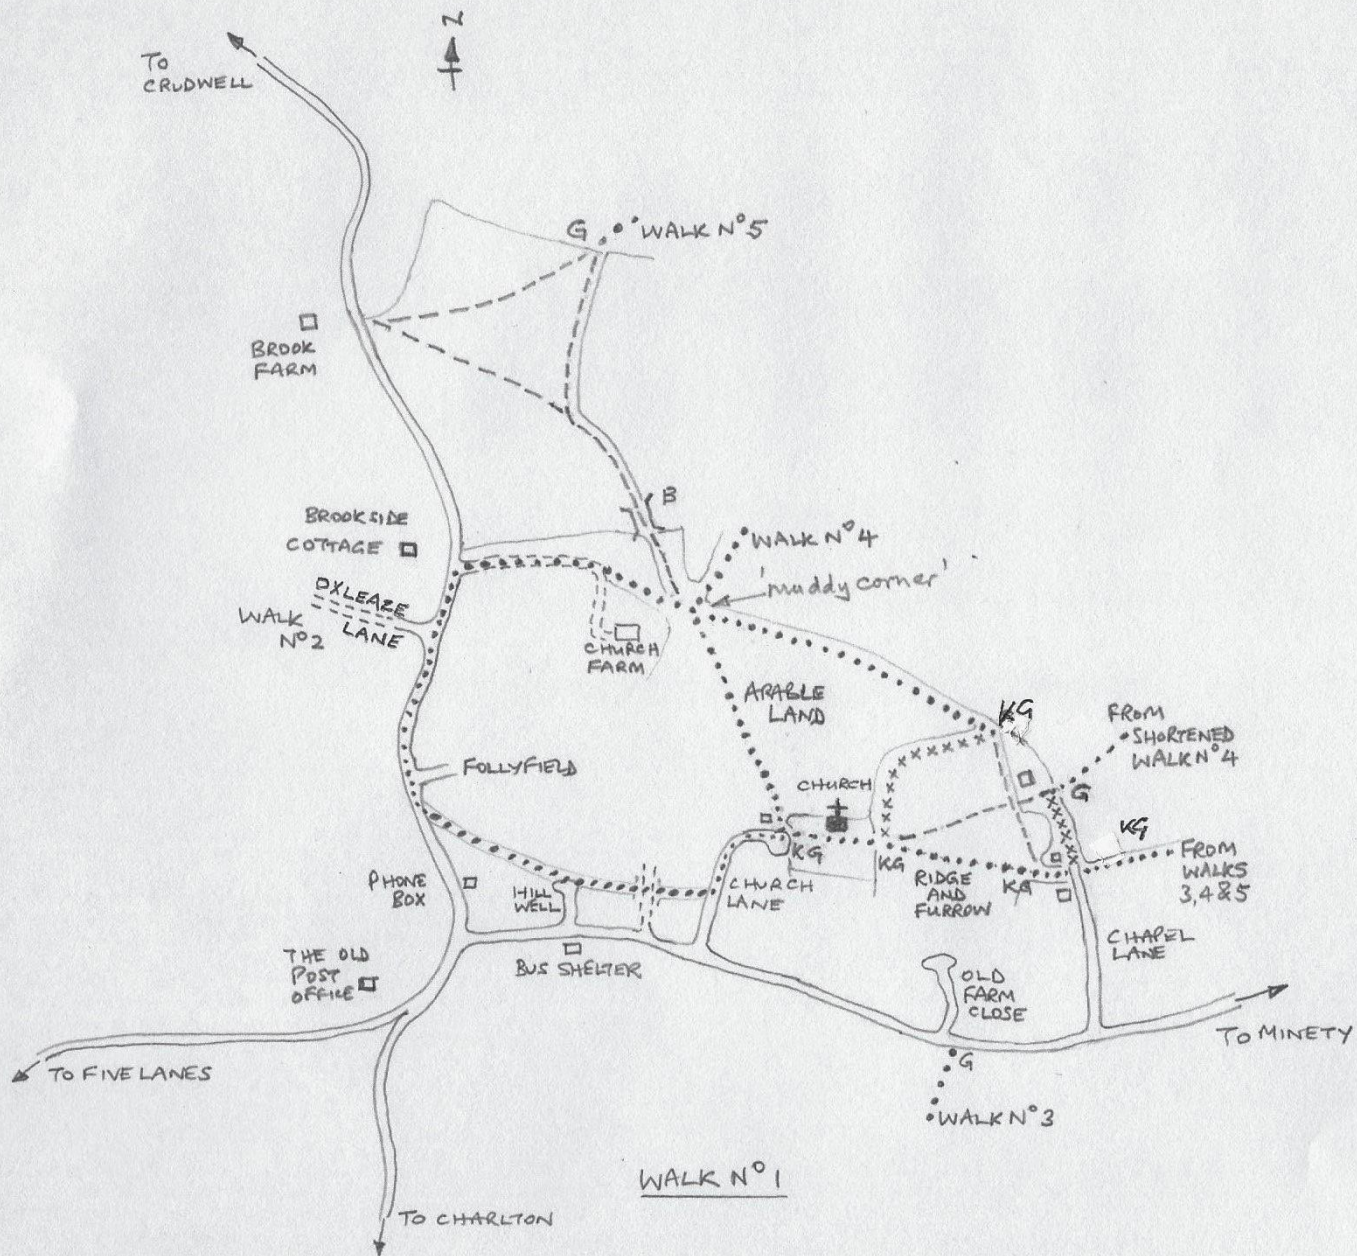 N
TO
CRUDWELL
G
WALK Nº5
BROOK
FARM
B
BROOKSIDE
COTTAGE
WALK Nº4
'muddy corner'
OXLEAZE
LANE
WALK
Nº2
CHURCH
FARM
ARABLE
LAND
KG
FROM
SHORTENED
WALK Nº4
G
FOLLYFIELD
CHURCH
KG
KG
KG
KG
FROM
WALKS
3,4&5
RIDGE
AND
FURROW
PHONE
BOX
HILL
WELL
CHURCH
LANE
CHAPEL
LANE
THE OLD
POST
OFFICE
BUS SHELTER
OLD
FARM
CLOSE
TO MINETY
TO FIVE LANES
G
WALK Nº3
WALK Nº1
TO CHARLTON